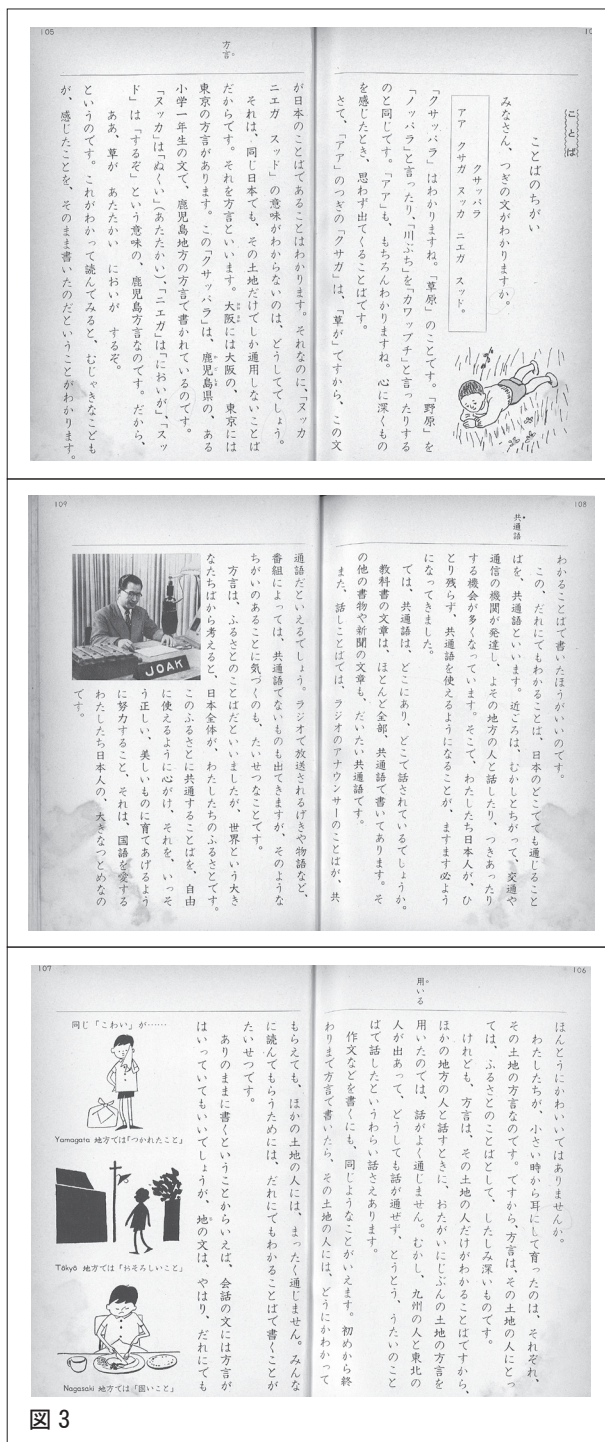 105
方言
ことば
ことばのちがい
みなさん、つぎの文がわかりますか。
クサッパラ
アア クサガ ヌッカ ニエガ スッド。
「クサッパラ」はわかりますね。「草原」のことです。「野原」を
「ノッパラ」と言ったり、「川ぶち」を「カワップチ」と言ったりする
のと同じです。「アア」も、もちろんわかりますね。心に深くもの
を感じたとき、思わず出てくることばです。
さて、「アア」のつぎの「クサガ」は、「草が」ですから、この文
が日本のことばであることはわかります。それなのに、「ヌッカ
ニエガ スッド」の意味がわからないのは、どうしてでしょう。
それは、同じ日本でも、その土地だけでしか通用しないことば
だからです。それを方言といいます。大阪には大阪の、東京には
東京の方言があります。この「クサッパラ」は、鹿児島県の、ある
小学一年生の文で、鹿児島地方の方言で書かれているのです。
「ヌッカ」は「ぬくい」(あたたかい)、「ニエガ」は「においが」、「スッ
ド」は「するぞ」という意味の、鹿児島方言なのです。だから、
ああ、草が あたたかい においが するぞ。
というのです。これがわかって読んでみると、むじゃきなこども
が、感じたことを、そのまま書いたのだということがわかります。
109
108
共通語
わかることばで書いたほうがいいのです。
この、だれにでもわかることば、日本のどこででも通じること
ばを、共通語といいます。近ごろは、むかしとちがって、交通や
通信の機関が発達し、よその地方の人と話したり、つきあったり
する機会が多くなっています。そこで、わたしたち日本人が、ひ
とり残らず、共通語を使えるようになることが、ますます必よう
になってきました。
では、共通語は、どこにあり、どこで話されているでしょうか。
教科書の文章は、ほとんど全部、共通語で書いてあります。そ
の他の書物や新聞の文章も、だいたい共通語です。
また、話しことばでは、ラジオのアナウンサーのことばが、共
通語だといえるでしょう。ラジオで放送されるげきや物語など、
番組によっては、共通語でないものも出てきますが、そのような
ちがいのあることに気づくのも、たいせつなことです。
方言は、ふるさとのことばだといいましたが、世界という大き
なたちばから考えると、日本全体が、わたしたちのふるさとです。
このふるさとに共通することばを、自由
に使えるように心がけ、それを、いっそ
う正しい、美しいものに育てあげるよう
に努力すること、それは、国語を愛する
わたしたち日本人の、大きなつとめなの
です。
JOAK
107
106
用いる
ほんとうにかわいいではありませんか。
わたしたちが、小さい時から耳にして育ったのは、それぞれ、
その土地の方言なのです。ですから、方言は、その土地の人にとっ
ては、ふるさとのことばとして、したしみ深いものです。
けれども、方言は、その土地の人だけがわかることばですから、
ほかの地方の人と話すときに、おたがいにじぶんの土地の方言を
用いたのでは、話がよく通じません。むかし、九州の人と東北の
人が出あって、どうしても話が通ぜず、とうとう、うたいのこと
ばで話したというわらい話さえあります。
作文などを書くにも、同じようなことがいえます。初めから終
わりまで方言で書いたら、その土地の人には、どうにかわかって
もらえても、ほかの土地の人には、まったく通じません。みんな
に読んでもらうためには、だれにでもわかることばで書くことが
たいせつです。
ありのままに書くということからいえば、会話の文には方言が
はいっていてもいいでしょうが、地の文は、やはり、だれにでも
同じ「こわい」が……
Yamagata 地方では「つかれたこと」
Tôkyô 地方では「おそろしいこと」
Nagasaki 地方では「固いこと」
図 3